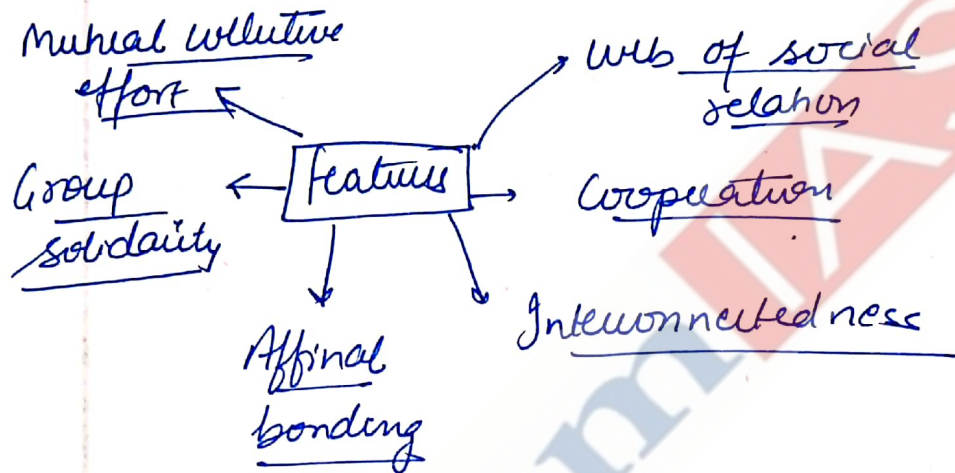 Mutual collective
effort
Web of social
relation
Features
Group
solidarity
Cooperation
Affinal
bonding
Interconnectedness